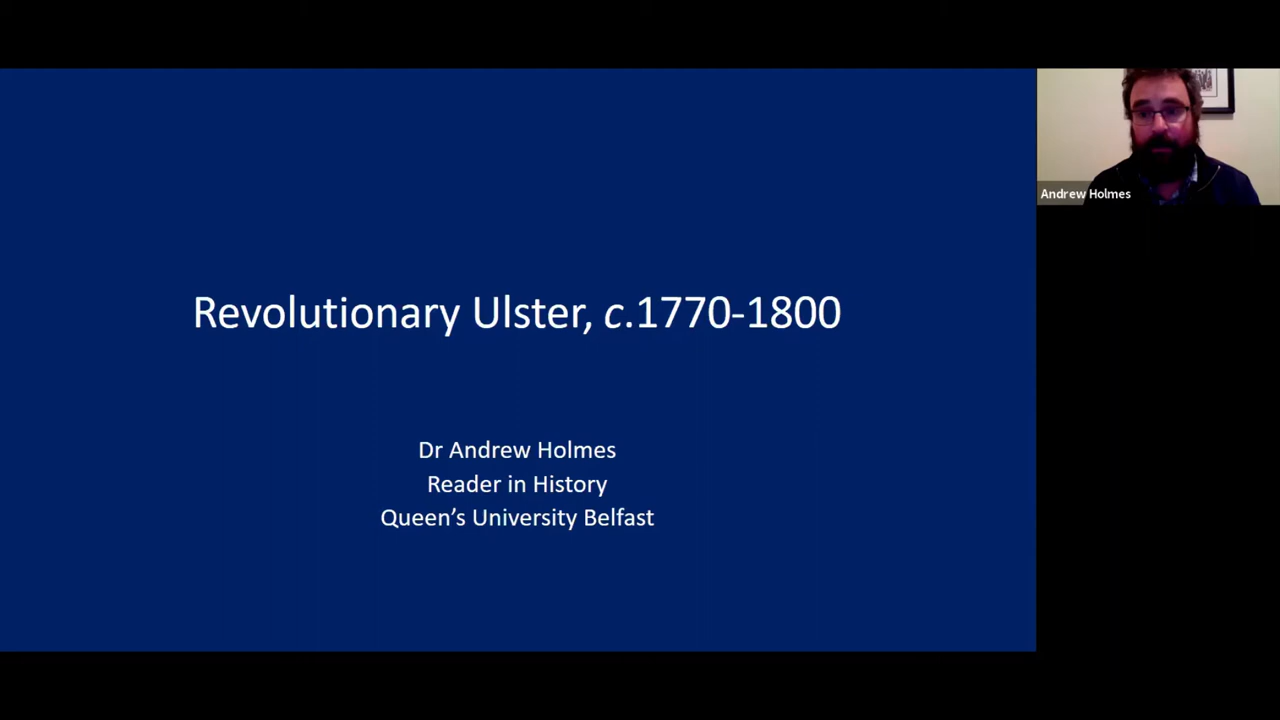 Revolutionary Ulster, c.1770-1800
Dr Andrew Holmes
Reader in History
Queen’s University Belfast
Andrew Holmes